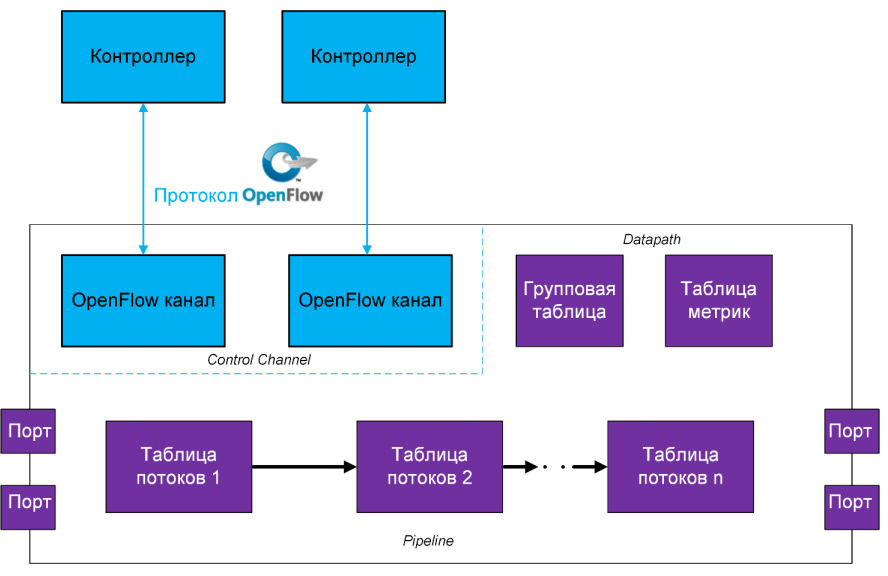 Контроллер
Контроллер
Протокол OpenFlow
TM
Datapath
OpenFlow канал
OpenFlow канал
Групповая
таблица
Таблица
метрик
Control Channel
Порт
Порт
Таблица
потоков 1
Таблица
потоков 2
Таблица
потоков n
Порт
Порт
Pipeline